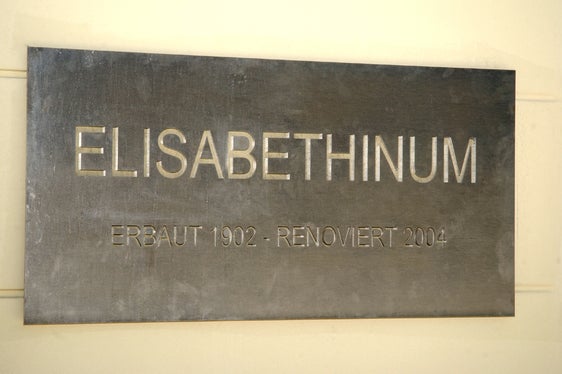 ELISABETHINUM
ERBAUT 1902 - RENOVIERT 2004